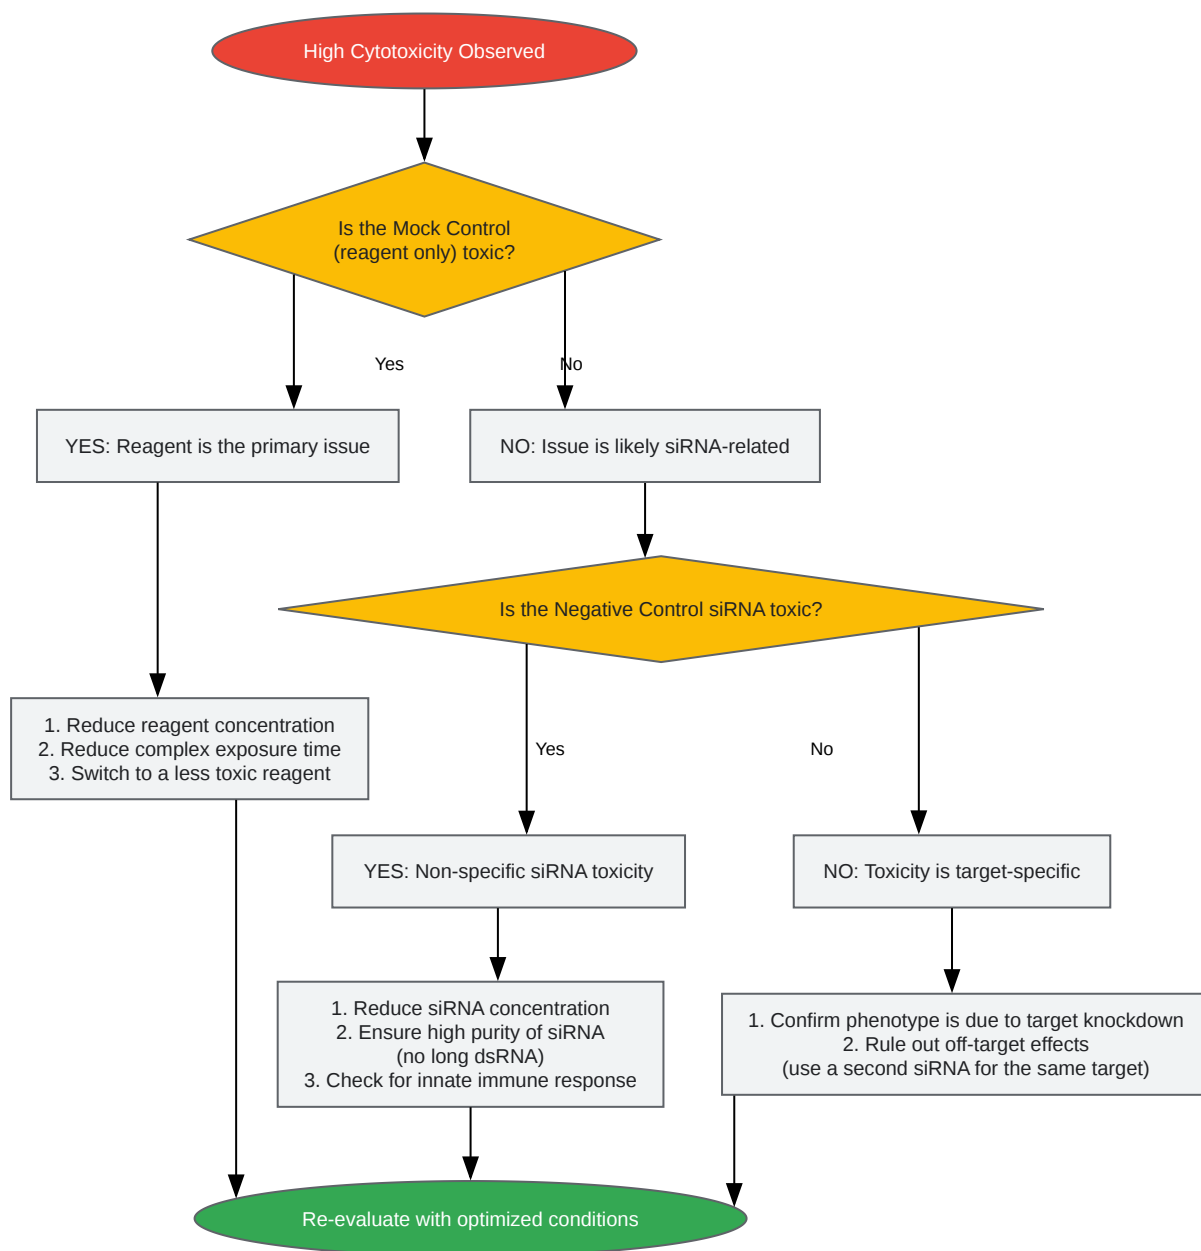 High Cytotoxicity Observed
Is the Mock Control
(reagent only) toxic?
Yes
No
YES: Reagent is the primary issue
NO: Issue is likely siRNA-related
Is the Negative Control siRNA toxic?
1. Reduce reagent concentration
2. Reduce complex exposure time
3. Switch to a less toxic reagent
Yes
No
YES: Non-specific siRNA toxicity
NO: Toxicity is target-specific
1. Reduce siRNA concentration
2. Ensure high purity of siRNA
(no long dsRNA)
3. Check for innate immune response
1. Confirm phenotype is due to target knockdown
2. Rule out off-target effects
(use a second siRNA for the same target)
Re-evaluate with optimized conditions